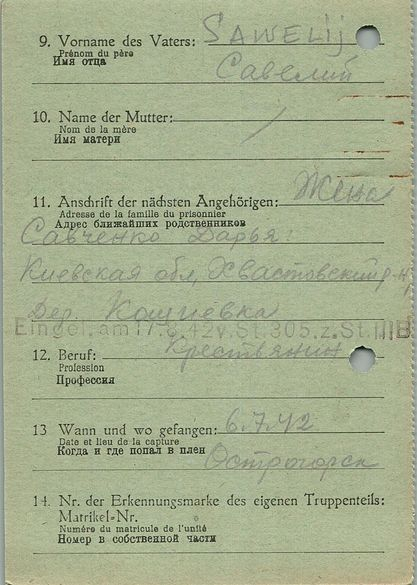 9. Vorname des Vaters: SAWELIJ
Prénom du père
Имя отца
Савелий
10. Name der Mutter: /
Nom de la mère
Имя матери
11. Anschrift der nächsten Angehörigen: Жена
Adresse de la famille du prisonnier
Адрес ближайших родственников
Савченко Дарья:
Киевская обл, Хвастовский р-н,
дер.
Eingel. am 17.8.42 v. St. 305, z. St. III B
12. Beruf: Крестьянин
Profession
Профессия
13 Wann und wo gefangen: 6.7.42
Date et lieu de la capture
Когда и где попал в плен
Острогорск
14. Nr. der Erkennungsmarke des eigenen Truppenteils:
Matrikel-Nr.
Numéro du matricule de l'unité
Номер в собственной части